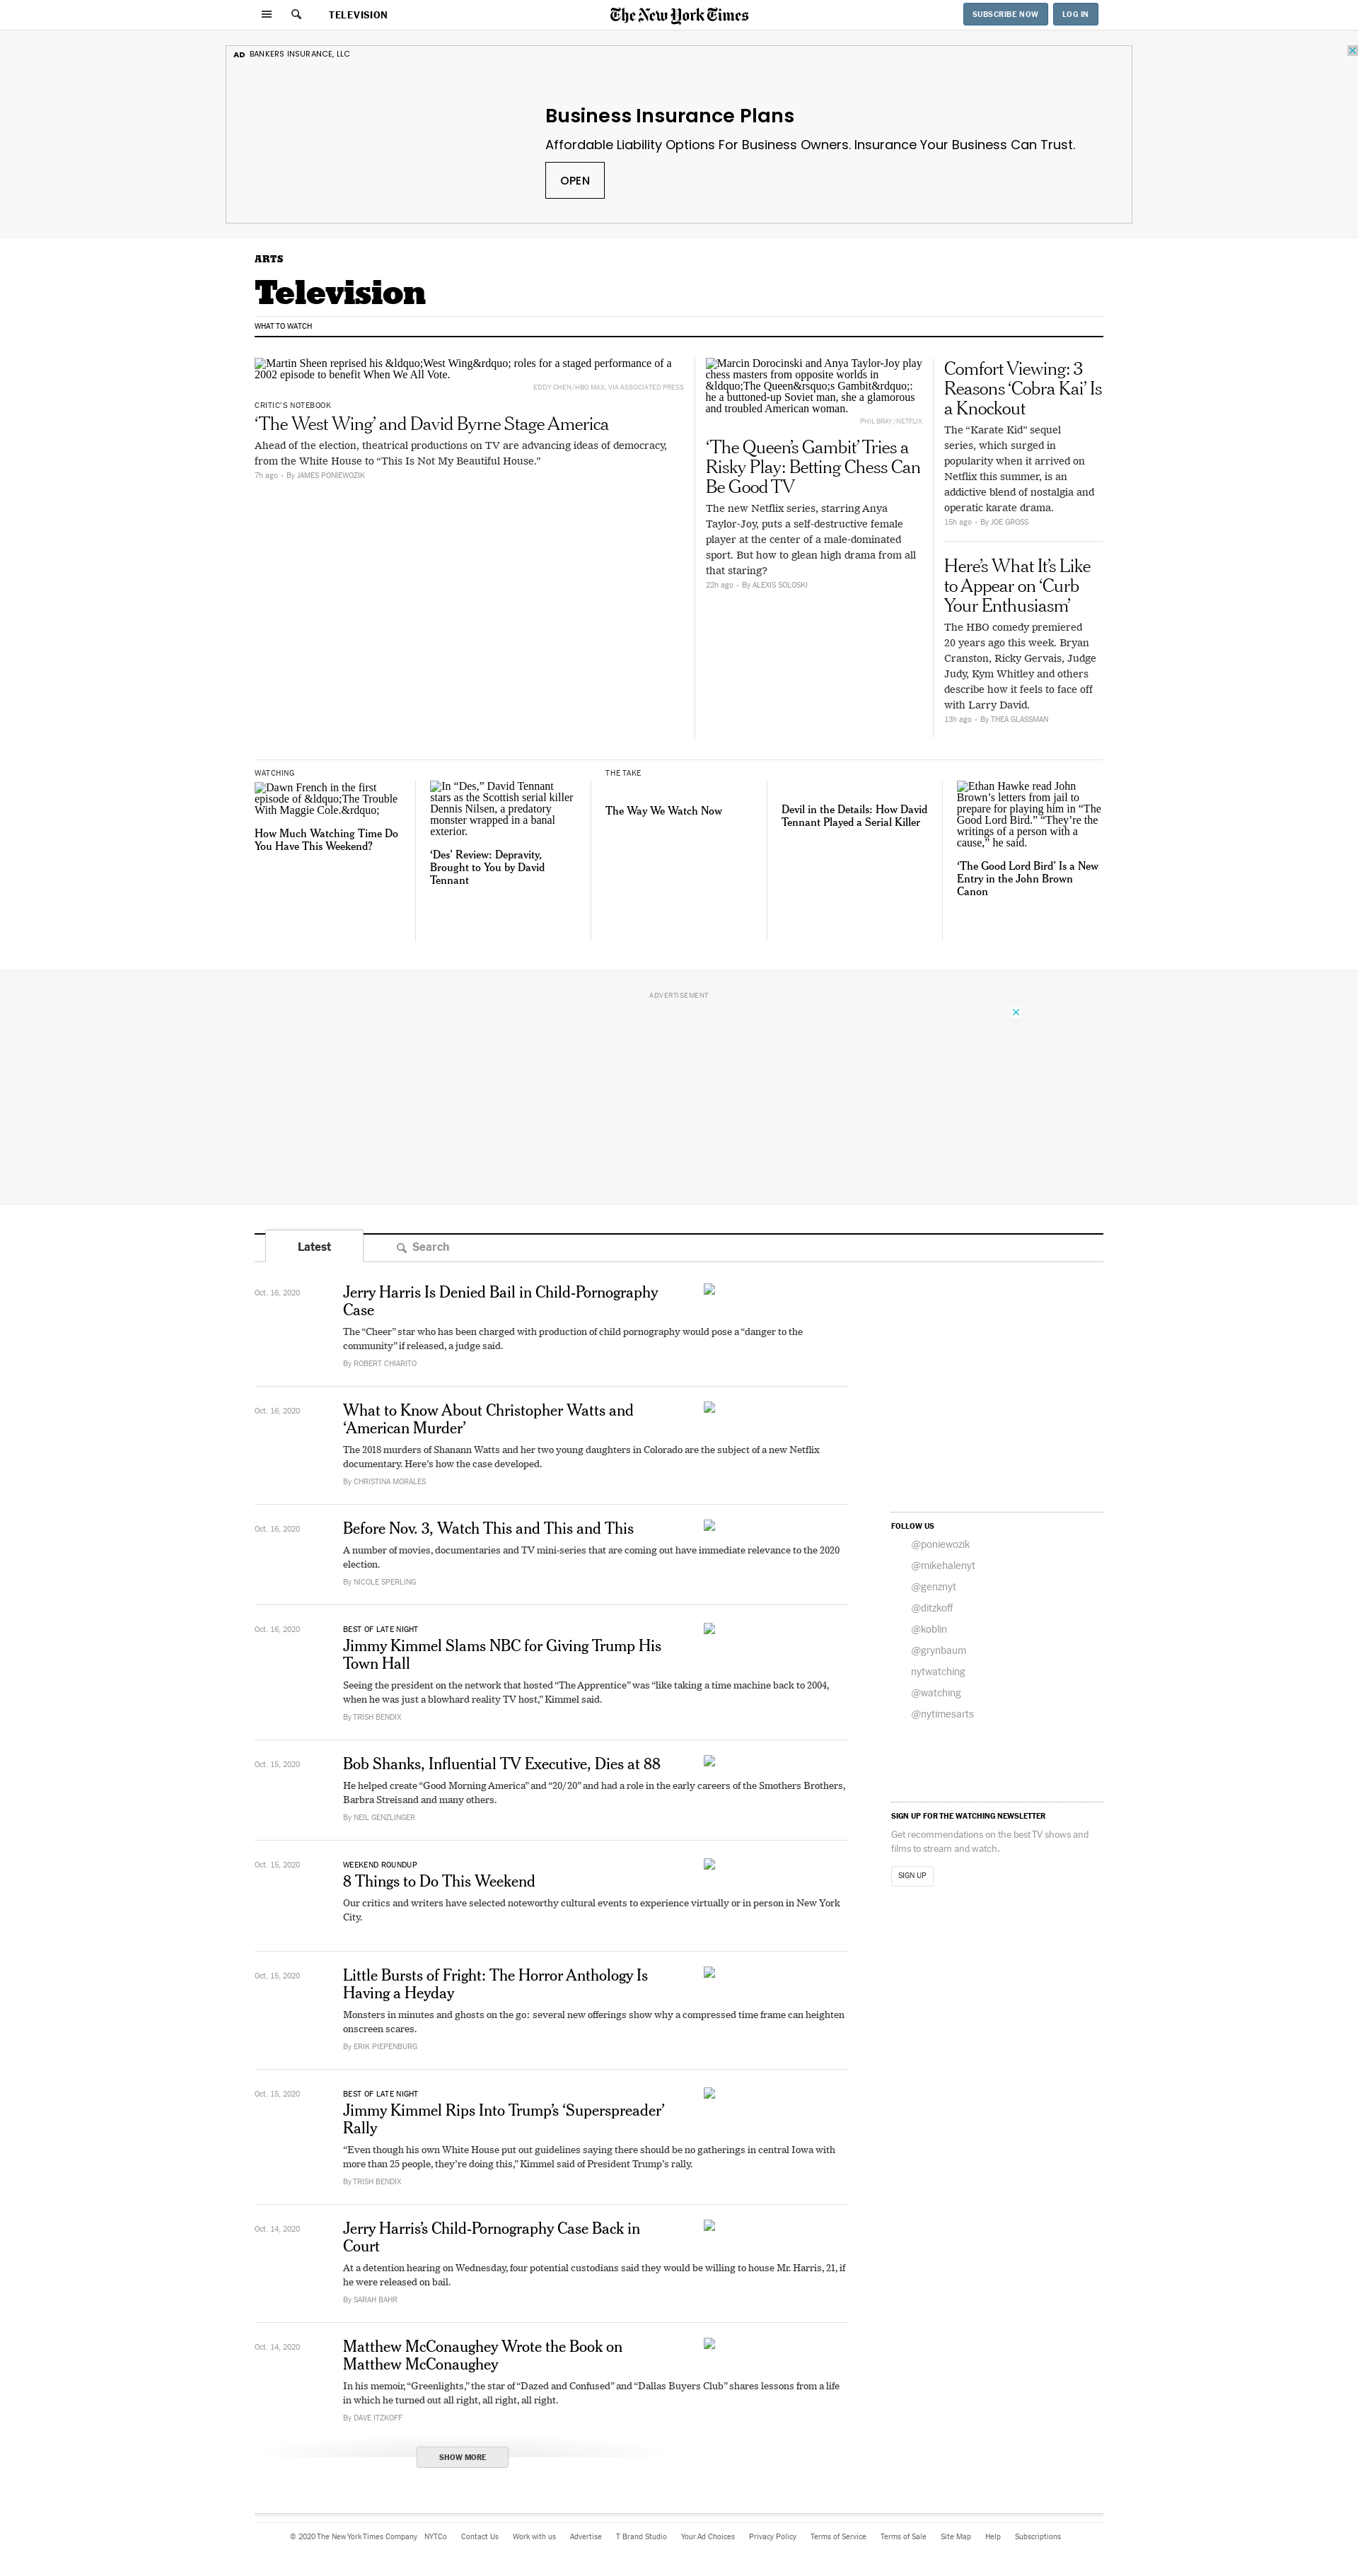 TELEVISION
The New York Times
SUBSCRIBE NOW
LOG IN
AD BANKERS INSURANCE, LLC
Business Insurance Plans
Affordable Liability Options For Business Owners. Insurance Your Business Can Trust.
OPEN
ARTS
Television
WHAT TO WATCH
Martin Sheen reprised his &ldquo;West Wing&rdquo; roles for a staged performance of a
2002 episode to benefit When We All Vote.
EDDY CHEN/HBO MAX, VIA ASSOCIATED PRESS
CRITIC'S NOTEBOOK
‘The West Wing’ and David Byrne Stage America
Ahead of the election, theatrical productions on TV are advancing ideas of democracy,
from the White House to “This Is Not My Beautiful House.”
7h ago • By JAMES PONIEWOZIK
Marcin Dorocinski and Anya Taylor-Joy play
chess masters from opposite worlds in
&ldquo;The Queen&rsquo;s Gambit&rdquo;:
he a buttoned-up Soviet man, she a glamorous
and troubled American woman.
PHIL BRAY/NETFLIX
‘The Queen’s Gambit’ Tries a
Risky Play: Betting Chess Can
Be Good TV
The new Netflix series, starring Anya
Taylor-Joy, puts a self-destructive female
player at the center of a male-dominated
sport. But how to glean high drama from all
that staring?
22h ago • By ALEXIS SOLOSKI
Comfort Viewing: 3
Reasons ‘Cobra Kai’ Is
a Knockout
The “Karate Kid” sequel
series, which surged in
popularity when it arrived on
Netflix this summer, is an
addictive blend of nostalgia and
operatic karate drama.
15h ago • By JOE GROSS
Here’s What It’s Like
to Appear on ‘Curb
Your Enthusiasm’
The HBO comedy premiered
20 years ago this week. Bryan
Cranston, Ricky Gervais, Judge
Judy, Kym Whitley and others
describe how it feels to face off
with Larry David.
13h ago • By THEA GLASSMAN
WATCHING
Dawn French in the first
episode of &ldquo;The Trouble
With Maggie Cole.&rdquo;
How Much Watching Time Do
You Have This Weekend?
In “Des,” David Tennant
stars as the Scottish serial killer
Dennis Nilsen, a predatory
monster wrapped in a banal
exterior.
‘Des’ Review: Depravity,
Brought to You by David
Tennant
THE TAKE
The Way We Watch Now
Devil in the Details: How David
Tennant Played a Serial Killer
Ethan Hawke read John
Brown’s letters from jail to
prepare for playing him in “The
Good Lord Bird.” “They’re the
writings of a person with a
cause,” he said.
‘The Good Lord Bird’ Is a New
Entry in the John Brown
Canon
ADVERTISEMENT
Latest
Search
Oct. 16, 2020
Jerry Harris Is Denied Bail in Child-Pornography
Case
The “Cheer” star who has been charged with production of child pornography would pose a “danger to the
community” if released, a judge said.
By ROBERT CHIARITO
Oct. 16, 2020
What to Know About Christopher Watts and
‘American Murder’
The 2018 murders of Shanann Watts and her two young daughters in Colorado are the subject of a new Netflix
documentary. Here’s how the case developed.
By CHRISTINA MORALES
Oct. 16, 2020
Before Nov. 3, Watch This and This and This
A number of movies, documentaries and TV mini-series that are coming out have immediate relevance to the 2020
election.
By NICOLE SPERLING
Oct. 16, 2020
BEST OF LATE NIGHT
Jimmy Kimmel Slams NBC for Giving Trump His
Town Hall
Seeing the president on the network that hosted “The Apprentice” was “like taking a time machine back to 2004,
when he was just a blowhard reality TV host,” Kimmel said.
By TRISH BENDIX
Oct. 15, 2020
Bob Shanks, Influential TV Executive, Dies at 88
He helped create “Good Morning America” and “20/20” and had a role in the early careers of the Smothers Brothers,
Barbra Streisand and many others.
By NEIL GENZLINGER
Oct. 15, 2020
WEEKEND ROUNDUP
8 Things to Do This Weekend
Our critics and writers have selected noteworthy cultural events to experience virtually or in person in New York
City.
Oct. 15, 2020
Little Bursts of Fright: The Horror Anthology Is
Having a Heyday
Monsters in minutes and ghosts on the go: several new offerings show why a compressed time frame can heighten
onscreen scares.
By ERIK PIEPENBURG
Oct. 15, 2020
BEST OF LATE NIGHT
Jimmy Kimmel Rips Into Trump’s ‘Superspreader’
Rally
“Even though his own White House put out guidelines saying there should be no gatherings in central Iowa with
more than 25 people, they’re doing this,” Kimmel said of President Trump’s rally.
By TRISH BENDIX
Oct. 14, 2020
Jerry Harris’s Child-Pornography Case Back in
Court
At a detention hearing on Wednesday, four potential custodians said they would be willing to house Mr. Harris, 21, if
he were released on bail.
By SARAH BAHR
Oct. 14, 2020
Matthew McConaughey Wrote the Book on
Matthew McConaughey
In his memoir, “Greenlights,” the star of “Dazed and Confused” and “Dallas Buyers Club” shares lessons from a life
in which he turned out all right, all right, all right.
By DAVE ITZKOFF
SHOW MORE
FOLLOW US
@poniewozik
@mikehalenyt
@genznyt
@ditzkoff
@koblin
@grynbaum
nytwatching
@watching
@nytimesarts
SIGN UP FOR THE WATCHING NEWSLETTER
Get recommendations on the best TV shows and
films to stream and watch.
SIGN UP
© 2020 The New York Times Company NYTCo Contact Us Work with us Advertise T Brand Studio Your Ad Choices Privacy Policy Terms of Service Terms of Sale Site Map Help Subscriptions